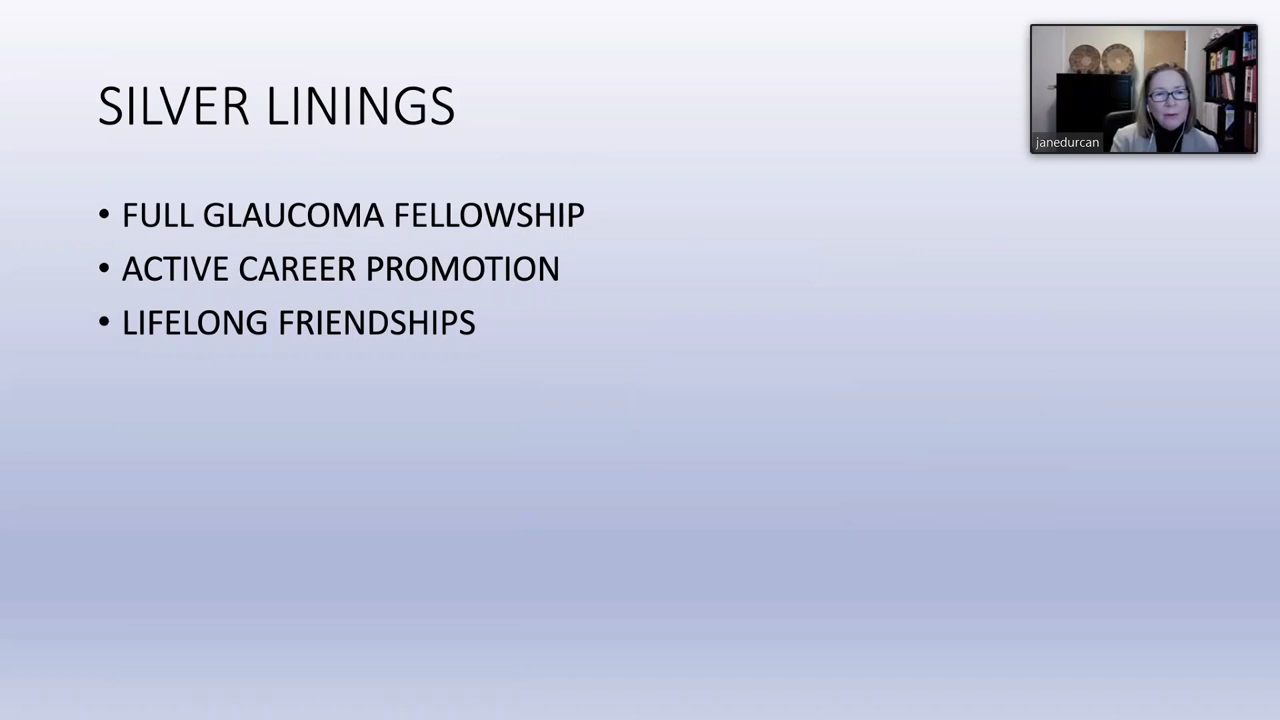 SILVER LININGS
• FULL GLAUCOMA FELLOWSHIP
• ACTIVE CAREER PROMOTION
• LIFELONG FRIENDSHIPS
janedurcan